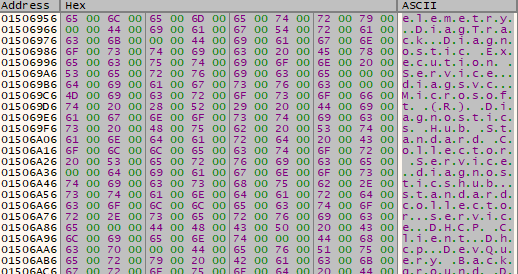 Address Hex ASCII
01506956 65 00 6C 00 65 00 6D 00 65 00 74 00 72 00 79 00 e.l.e.m.e.t.r.y.
01506966 00 00 44 00 69 00 61 00 67 00 54 00 72 00 61 00 ..D.i.a.g.T.r.a.
01506976 63 00 6B 00 00 00 44 00 69 00 61 00 67 00 6E 00 c.k...D.i.a.g.n.
01506986 6F 00 73 00 74 00 69 00 63 00 20 00 45 00 78 00 o.s.t.i.c. .E.x.
01506996 65 00 63 00 75 00 74 00 69 00 6F 00 6E 00 20 00 e.c.u.t.i.o.n. .
015069A6 53 00 65 00 72 00 76 00 69 00 63 00 65 00 00 00 S.e.r.v.i.c.e...
015069B6 64 00 69 00 61 00 67 00 73 00 76 00 63 00 00 00 d.i.a.g.s.v.c...
015069C6 4D 00 69 00 63 00 72 00 6F 00 73 00 6F 00 66 00 M.i.c.r.o.s.o.f.
015069D6 74 00 20 00 28 00 52 00 29 00 20 00 44 00 69 00 t. .(.R.). .D.i.
015069E6 61 00 67 00 6E 00 6F 00 73 00 74 00 69 00 63 00 a.g.n.o.s.t.i.c.
015069F6 73 00 20 00 48 00 75 00 62 00 20 00 53 00 74 00 s. .H.u.b. .S.t.
01506A06 61 00 6E 00 64 00 61 00 72 00 64 00 20 00 43 00 a.n.d.a.r.d. .C.
01506A16 6F 00 6C 00 6C 00 65 00 63 00 74 00 6F 00 72 00 o.l.l.e.c.t.o.r.
01506A26 20 00 53 00 65 00 72 00 76 00 69 00 63 00 65 00 .S.e.r.v.i.c.e.
01506A36 00 00 64 00 69 00 61 00 67 00 6E 00 6F 00 73 00 ..d.i.a.g.n.o.s.
01506A46 74 00 69 00 63 00 73 00 68 00 75 00 62 00 2E 00 t.i.c.s.h.u.b...
01506A56 73 00 74 00 61 00 6E 00 64 00 61 00 72 00 64 00 s.t.a.n.d.a.r.d.
01506A66 63 00 6F 00 6C 00 6C 00 65 00 63 00 74 00 6F 00 c.o.l.l.e.c.t.o.
01506A76 72 00 2E 00 73 00 65 00 72 00 76 00 69 00 63 00 r...s.e.r.v.i.c.
01506A86 65 00 00 00 44 00 48 00 43 00 50 00 20 00 43 00 e...D.H.C.P. .C.
01506A96 6C 00 69 00 65 00 6E 00 74 00 00 00 44 00 68 00 l.i.e.n.t...D.h.
01506AA6 63 00 70 00 00 00 44 00 65 00 76 00 51 00 75 00 c.p...D.e.v.Q.u.
01506AB6 65 00 72 00 79 00 20 00 42 00 61 00 63 00 6B 00 e.r.y. .B.a.c.k.
01506AC6 67 00 72 00 6F 00 75 00 6E 00 64 00 20 00 44 00 g.r.o.u.n.d. .D.